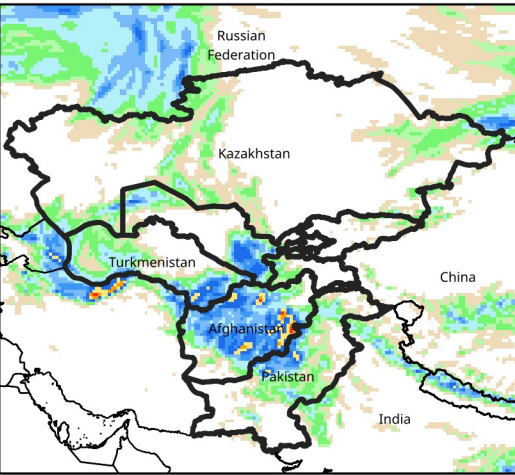 Russian
Federation
Kazakhstan
Turkmenistan
China
Afghanistan
Pakistan
India